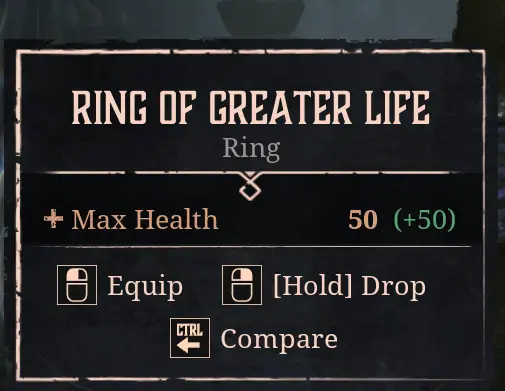 RING OF GREATER LIFE
Ring
Max Health 50 (+50)
Equip [Hold] Drop
CTRL Compare